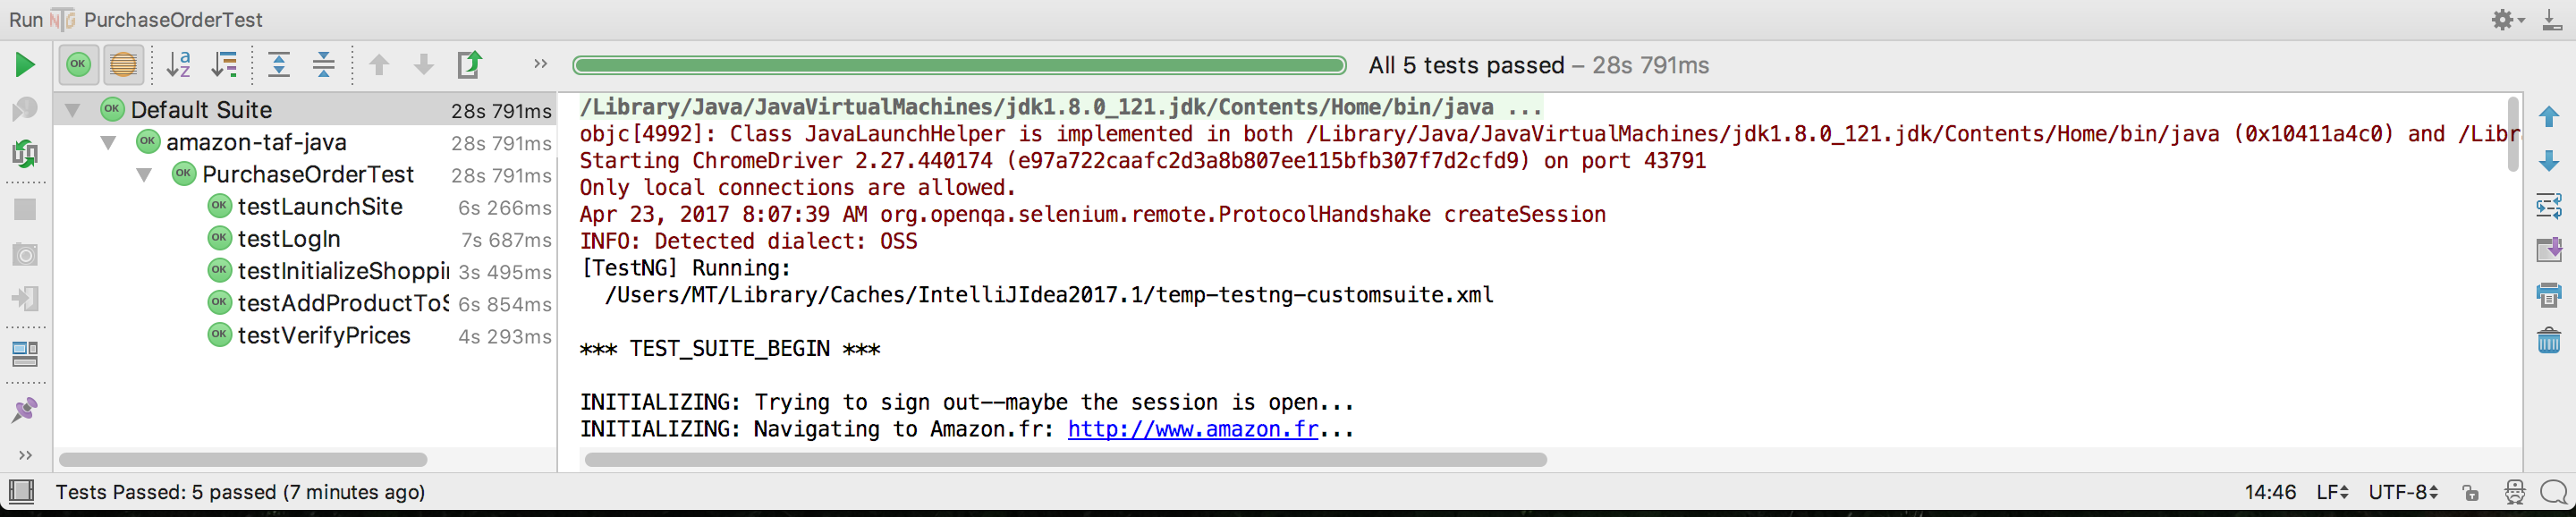 Run PurchaseOrderTest
All 5 tests passed – 28s 791ms
OK Default Suite 28s 791ms
OK amazon-taf-java 28s 791ms
OK PurchaseOrderTest 28s 791ms
OK testLaunchSite 6s 266ms
OK testLogIn 7s 687ms
OK testInitializeShoppi 3s 495ms
OK testAddProductToS 6s 854ms
OK testVerifyPrices 4s 293ms
/Library/Java/JavaVirtualMachines/jdk1.8.0_121.jdk/Contents/Home/bin/java ...
objc[4992]: Class JavaLaunchHelper is implemented in both /Library/Java/JavaVirtualMachines/jdk1.8.0_121.jdk/Contents/Home/bin/java (0x10411a4c0) and /Libr
Starting ChromeDriver 2.27.440174 (e97a722caafc2d3a8b807ee115bfb307f7d2cfd9) on port 43791
Only local connections are allowed.
Apr 23, 2017 8:07:39 AM org.openqa.selenium.remote.ProtocolHandshake createSession
INFO: Detected dialect: OSS
[TestNG] Running:
/Users/MT/Library/Caches/IntelliJIdea2017.1/temp-testng-customsuite.xml
*** TEST_SUITE_BEGIN ***
INITIALIZING: Trying to sign out--maybe the session is open...
INITIALIZING: Navigating to Amazon.fr: http://www.amazon.fr...
Tests Passed: 5 passed (7 minutes ago)
14:46 LF UTF-8